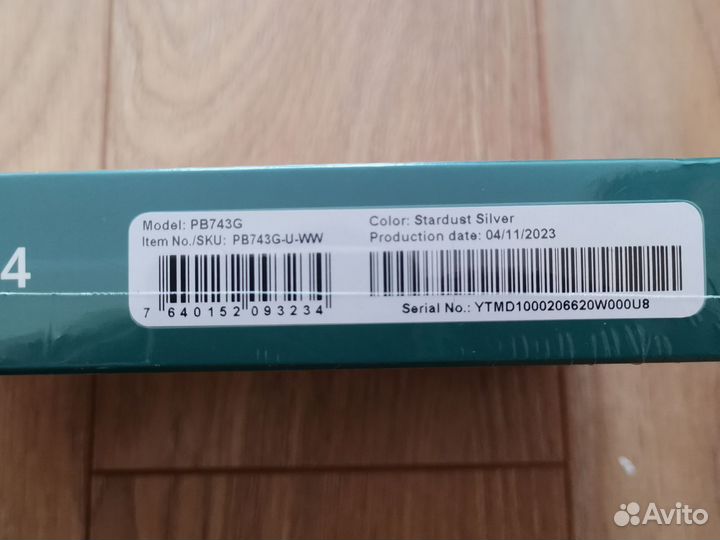 4
Model: PB743G
Item No./SKU: PB743G-U-WW
7 640152 093234
Color: Stardust Silver
Production date: 04/11/2023
Serial No.: YTMD1000206620W000U8
Avito